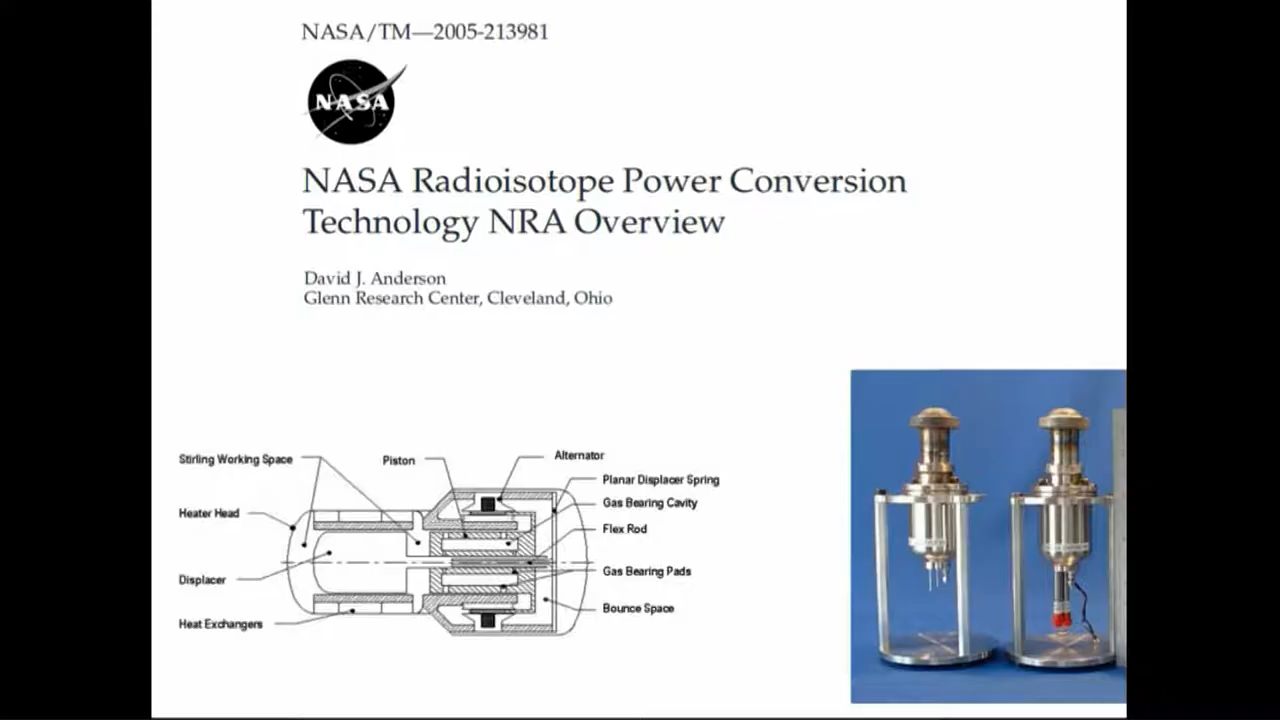 NASA/TM—2005-213981
NASA
NASA Radioisotope Power Conversion
Technology NRA Overview
David J. Anderson
Glenn Research Center, Cleveland, Ohio
Stirling Working Space
Piston
Alternator
Planar Displacer Spring
Gas Bearing Cavity
Heater Head
Flex Rod
Displacer
Gas Bearing Pads
Bounce Space
Heat Exchangers